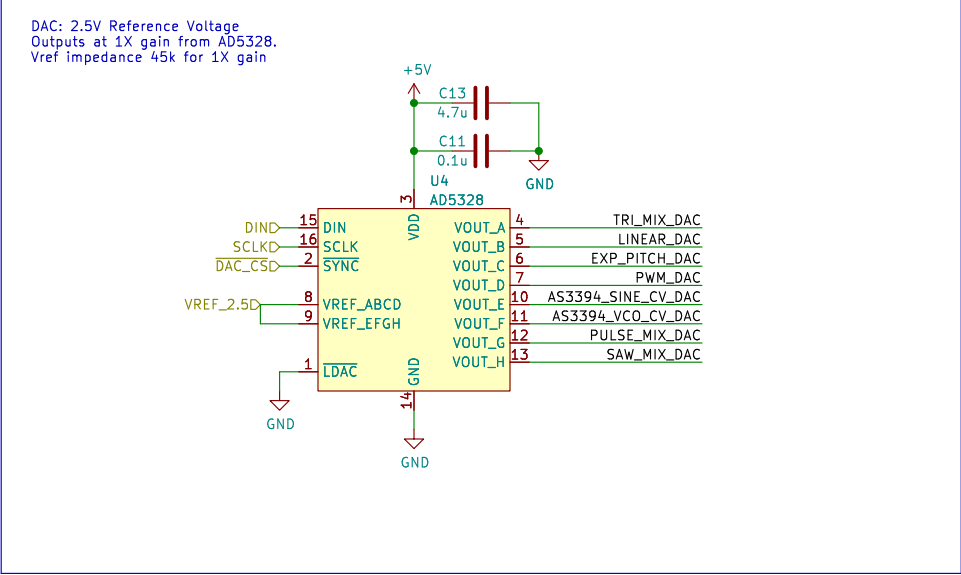 DAC: 2.5V Reference Voltage
Outputs at 1X gain from AD5328.
Vref impedance 45k for 1X gain
+5V
C13
4.7u
C11
0.1u
GND
U4
AD5328
3
VDD
DIN 15 DIN
SCLK 16 SCLK
DAC_CS 2 SYNC
VREF_2.5 8 VREF_ABCD
9 VREF_EFGH
1 LDAC
GND
VOUT_A 4 TRI_MIX_DAC
VOUT_B 5 LINEAR_DAC
VOUT_C 6 EXP_PITCH_DAC
VOUT_D 7 PWM_DAC
VOUT_E 10 AS3394_SINE_CV_DAC
VOUT_F 11 AS3394_VCO_CV_DAC
VOUT_G 12 PULSE_MIX_DAC
VOUT_H 13 SAW_MIX_DAC
GND
14
GND